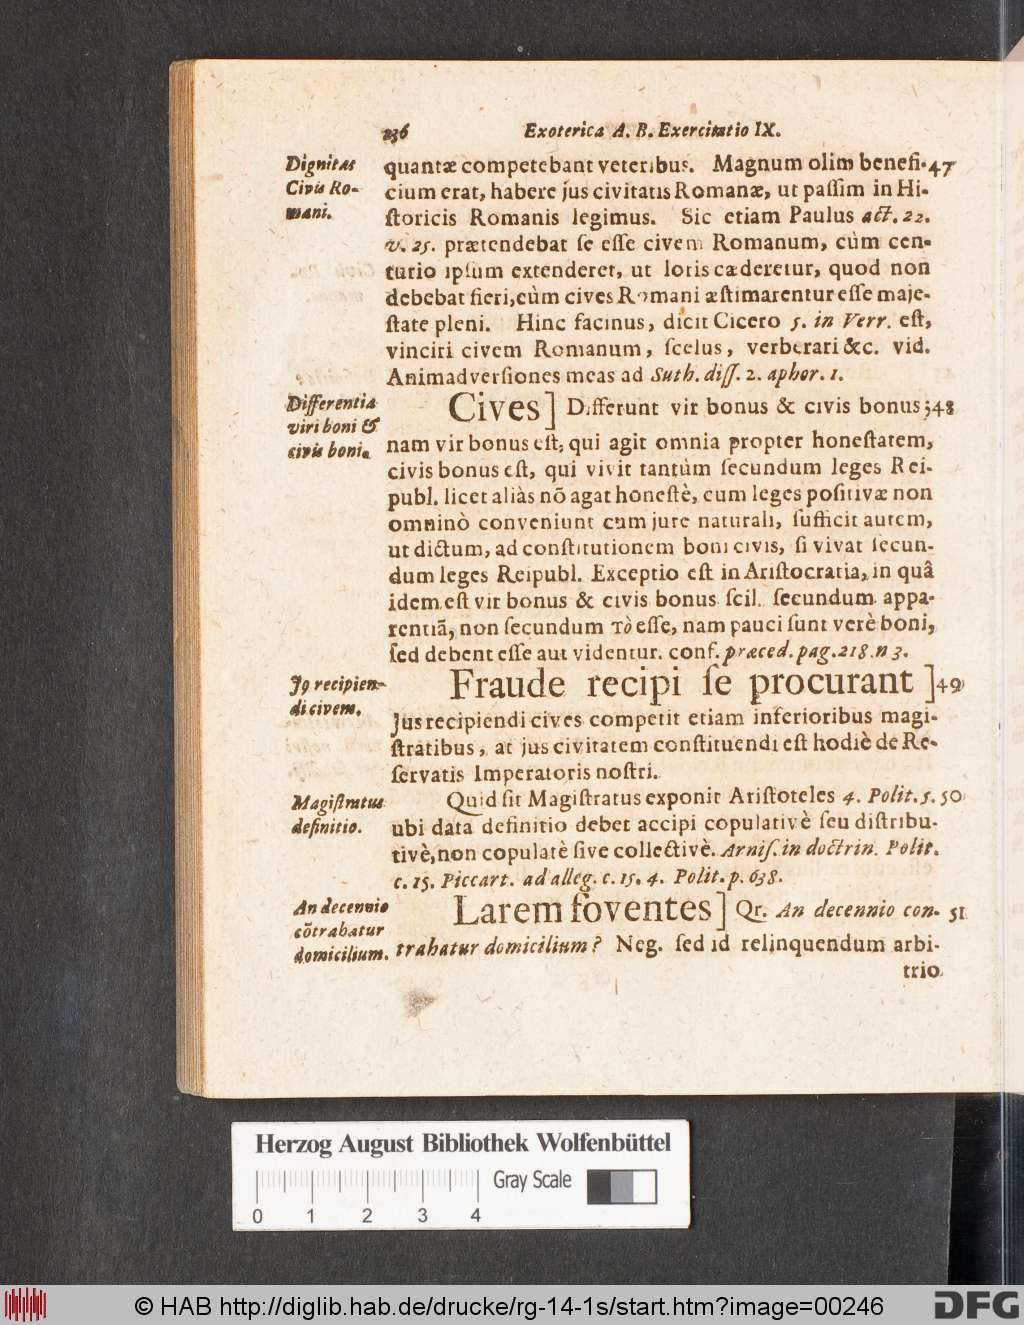 236 Exoterica A. B. Exercitatio IX.
Dignitas
Civis Ro-
mani.
quantæ competebant veteribus. Magnum olim benefi- 47
cium erat, habere jus civitatis Romanæ, ut paſſim in Hi-
ſtoricis Romanis legimus. Sic etiam Paulus act. 22.
v. 25. prætendebat ſe eſſe civem Romanum, cùm cen-
turio ipſum extenderet, ut loris cæderetur, quod non
debebat fieri, cùm cives Romani æſtimarentur eſſe maje-
ſtate pleni. Hinc facinus, dicit Cicero 5. in Verr. eſt,
vinciri civem Romanum, ſcelus, verberari &c. vid.
Animadverſiones meas ad Suth. diſſ. 2. aphor. 1.
Differentia
viri boni &
civis boni.
Cives] Differunt vir bonus & civis bonus; 48
nam vir bonus eſt, qui agit omnia propter honeſtatem,
civis bonus eſt, qui vivit tantùm ſecundum leges Rei-
publ. licet aliàs nõ agat honeſtè, cum leges poſitivæ non
omninò conveniunt cum jure naturali, ſufficit autem,
ut dictum, ad conſtitutionem boni civis, ſi vivat ſecun-
dum leges Reipubl. Exceptio eſt in Ariſtocratia, in quâ
idem eſt vir bonus & civis bonus ſcil. ſecundum appa-
rentiã, non ſecundum τὸ eſſe, nam pauci ſunt verè boni,
ſed debent eſſe aut videntur. conf. præced. pag. 218. n 3.
J9 recipien-
di civem.
Fraude recipi ſe procurant] 49
Jus recipiendi cives competit etiam inferioribus magi-
ſtratibus, at jus civitatem conſtituendi eſt hodiè de Re-
ſervatis Imperatoris noſtri.
Magiſtratus
definitio.
Quid ſit Magiſtratus exponit Ariſtoteles 4. Polit. 5. 50
ubi data definitio debet accipi copulativè ſeu diſtribu-
tivè, non copulatè ſive collectivè. Arniſ. in doctrin. Polit.
c. 15. Piccart. ad alleg. c. 15. 4. Polit. p. 638.
An decennio
cõtrahatur
domicilium.
Larem foventes] Qr. An decennio con- 51
trahatur domicilium? Neg. ſed id relinquendum arbi-
trio
Herzog August Bibliothek Wolfenbüttel
Gray Scale
0 1 2 3 4
© HAB http://diglib.hab.de/drucke/rg-14-1s/start.htm?image=00246
DFG